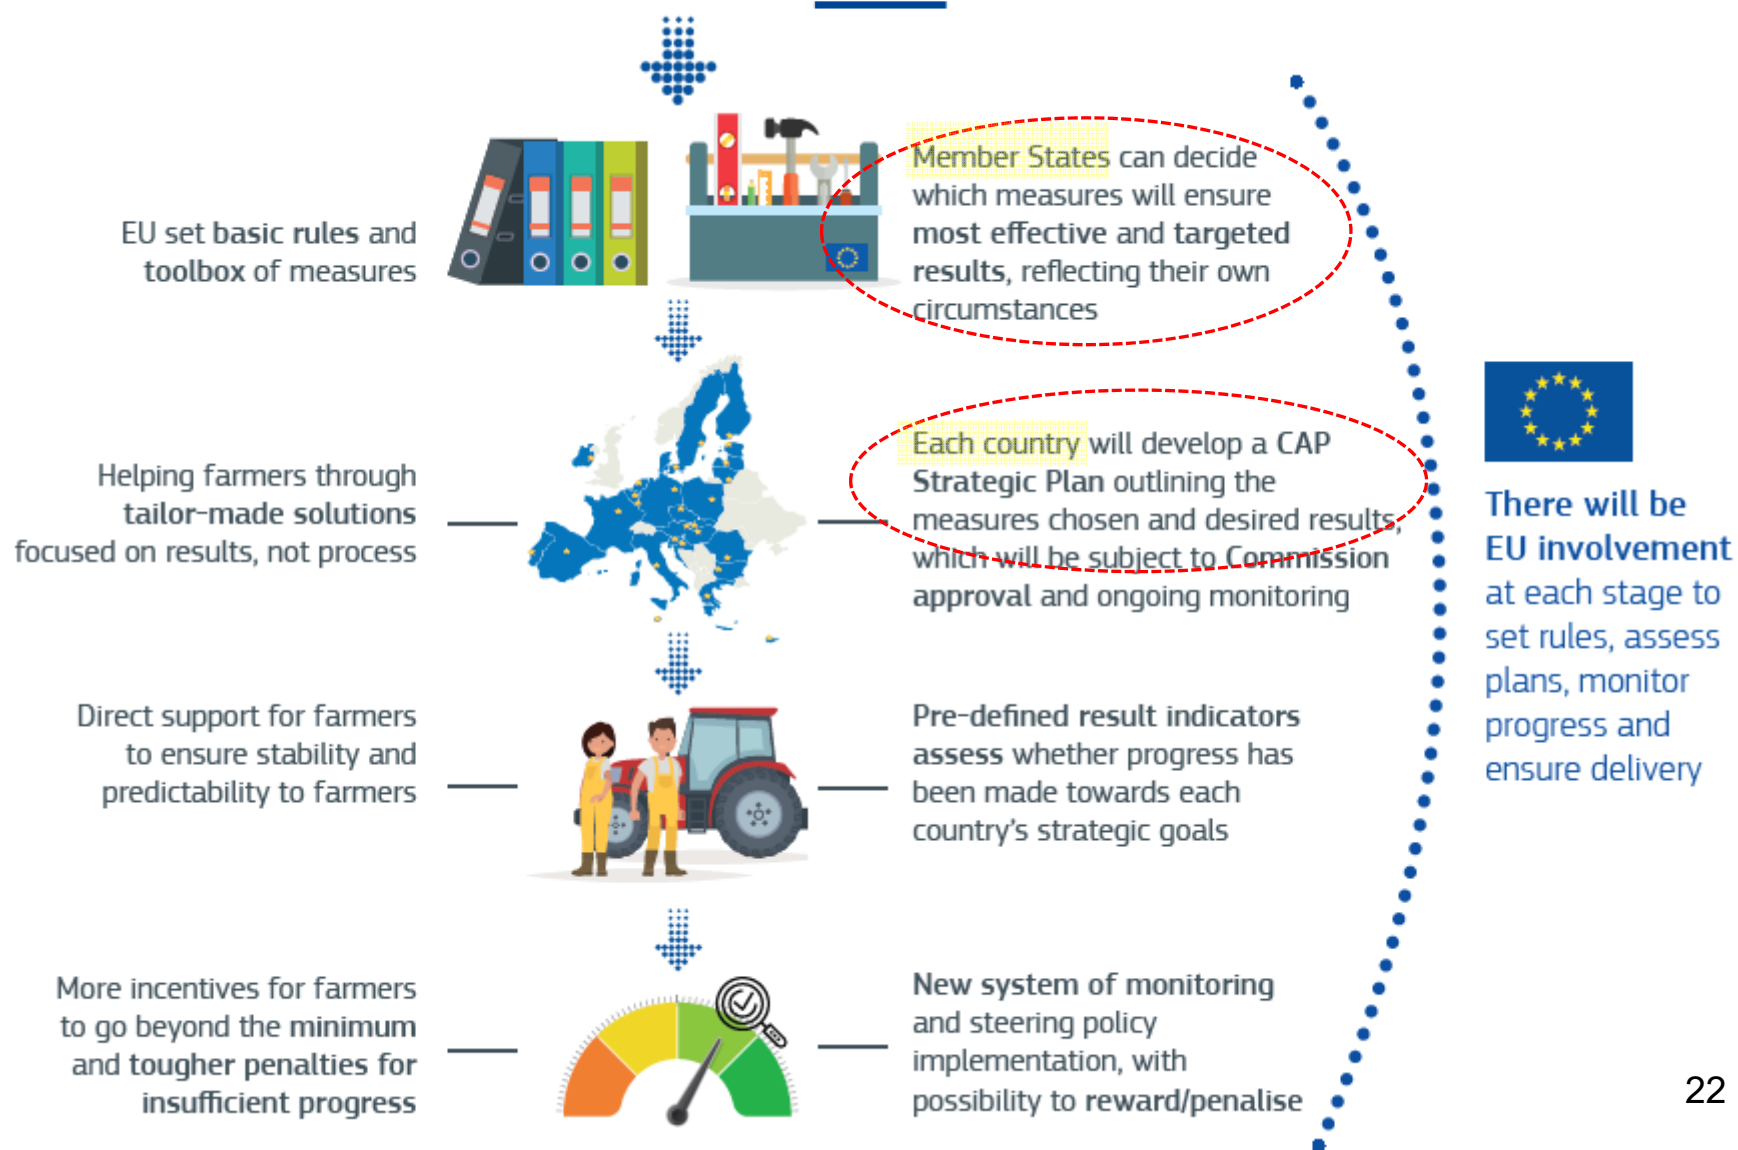 EU set basic rules and
toolbox of measures
Member States can decide
which measures will ensure
most effective and targeted
results, reflecting their own
circumstances
Helping farmers through
tailor-made solutions
focused on results, not process
Each country will develop a CAP
Strategic Plan outlining the
measures chosen and desired results,
which will be subject to Commission
approval and ongoing monitoring
Direct support for farmers
to ensure stability and
predictability to farmers
Pre-defined result indicators
assess whether progress has
been made towards each
country's strategic goals
More incentives for farmers
to go beyond the minimum
and tougher penalties for
insufficient progress
New system of monitoring
and steering policy
implementation, with
possibility to reward/penalise
There will be
EU involvement
at each stage to
set rules, assess
plans, monitor
progress and
ensure delivery
22